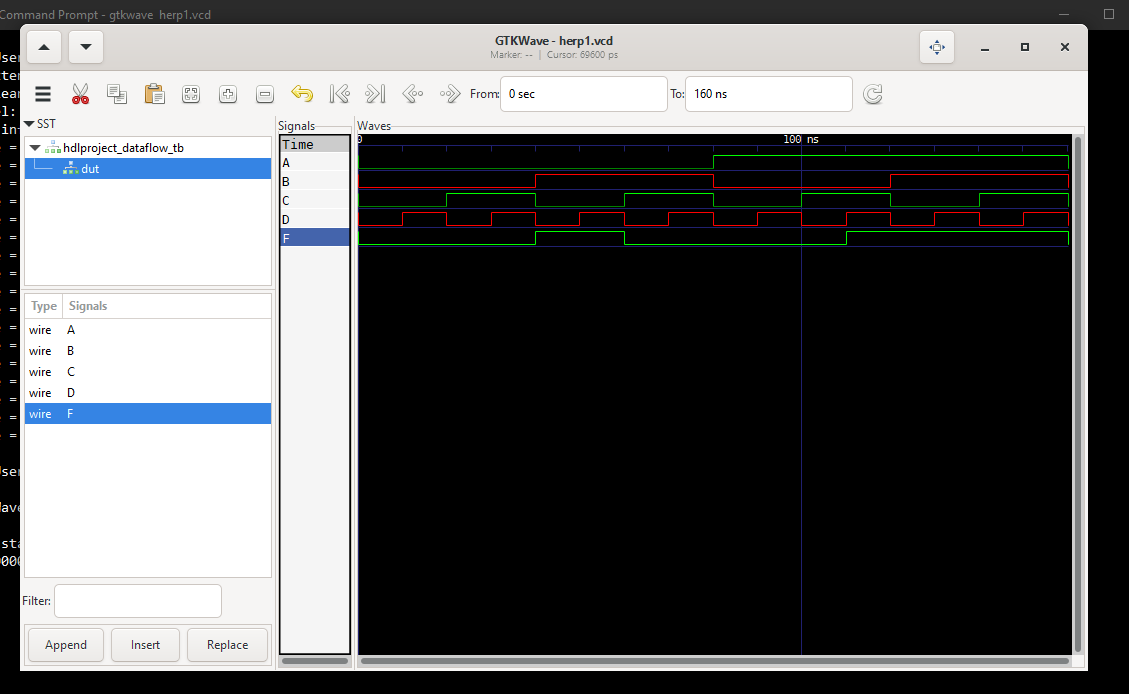 Command Prompt - gtkwave herp1.vcd
GTKWave - herp1.vcd
Marker: -- | Cursor: 69600 ps
From: 0 sec To: 160 ns
SST
hdlproject_dataflow_tb
dut
Type Signals
wire A
wire B
wire C
wire D
wire F
Filter:
Append Insert Replace
Signals
Time
A
B
C
D
F
Waves
0 100 ns